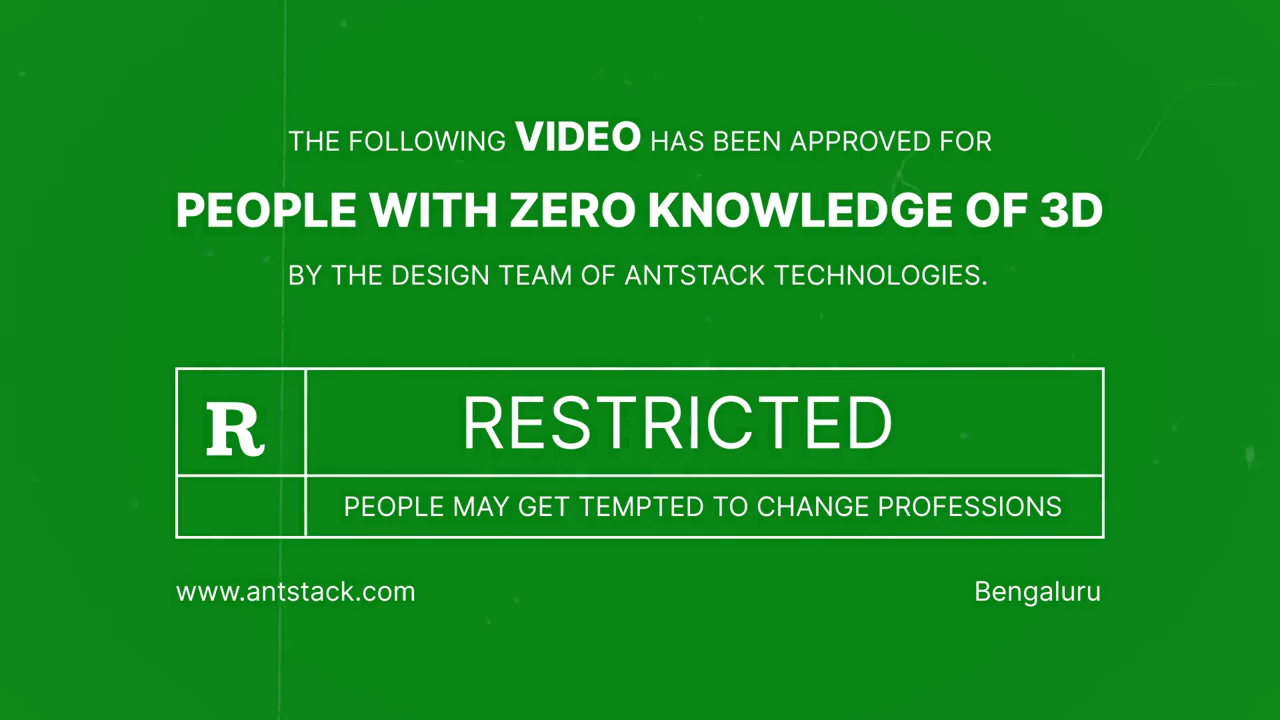 THE FOLLOWING VIDEO HAS BEEN APPROVED FOR
PEOPLE WITH ZERO KNOWLEDGE OF 3D
BY THE DESIGN TEAM OF ANTSTACK TECHNOLOGIES.
R
RESTRICTED
PEOPLE MAY GET TEMPTED TO CHANGE PROFESSIONS
www.antstack.com
Bengaluru